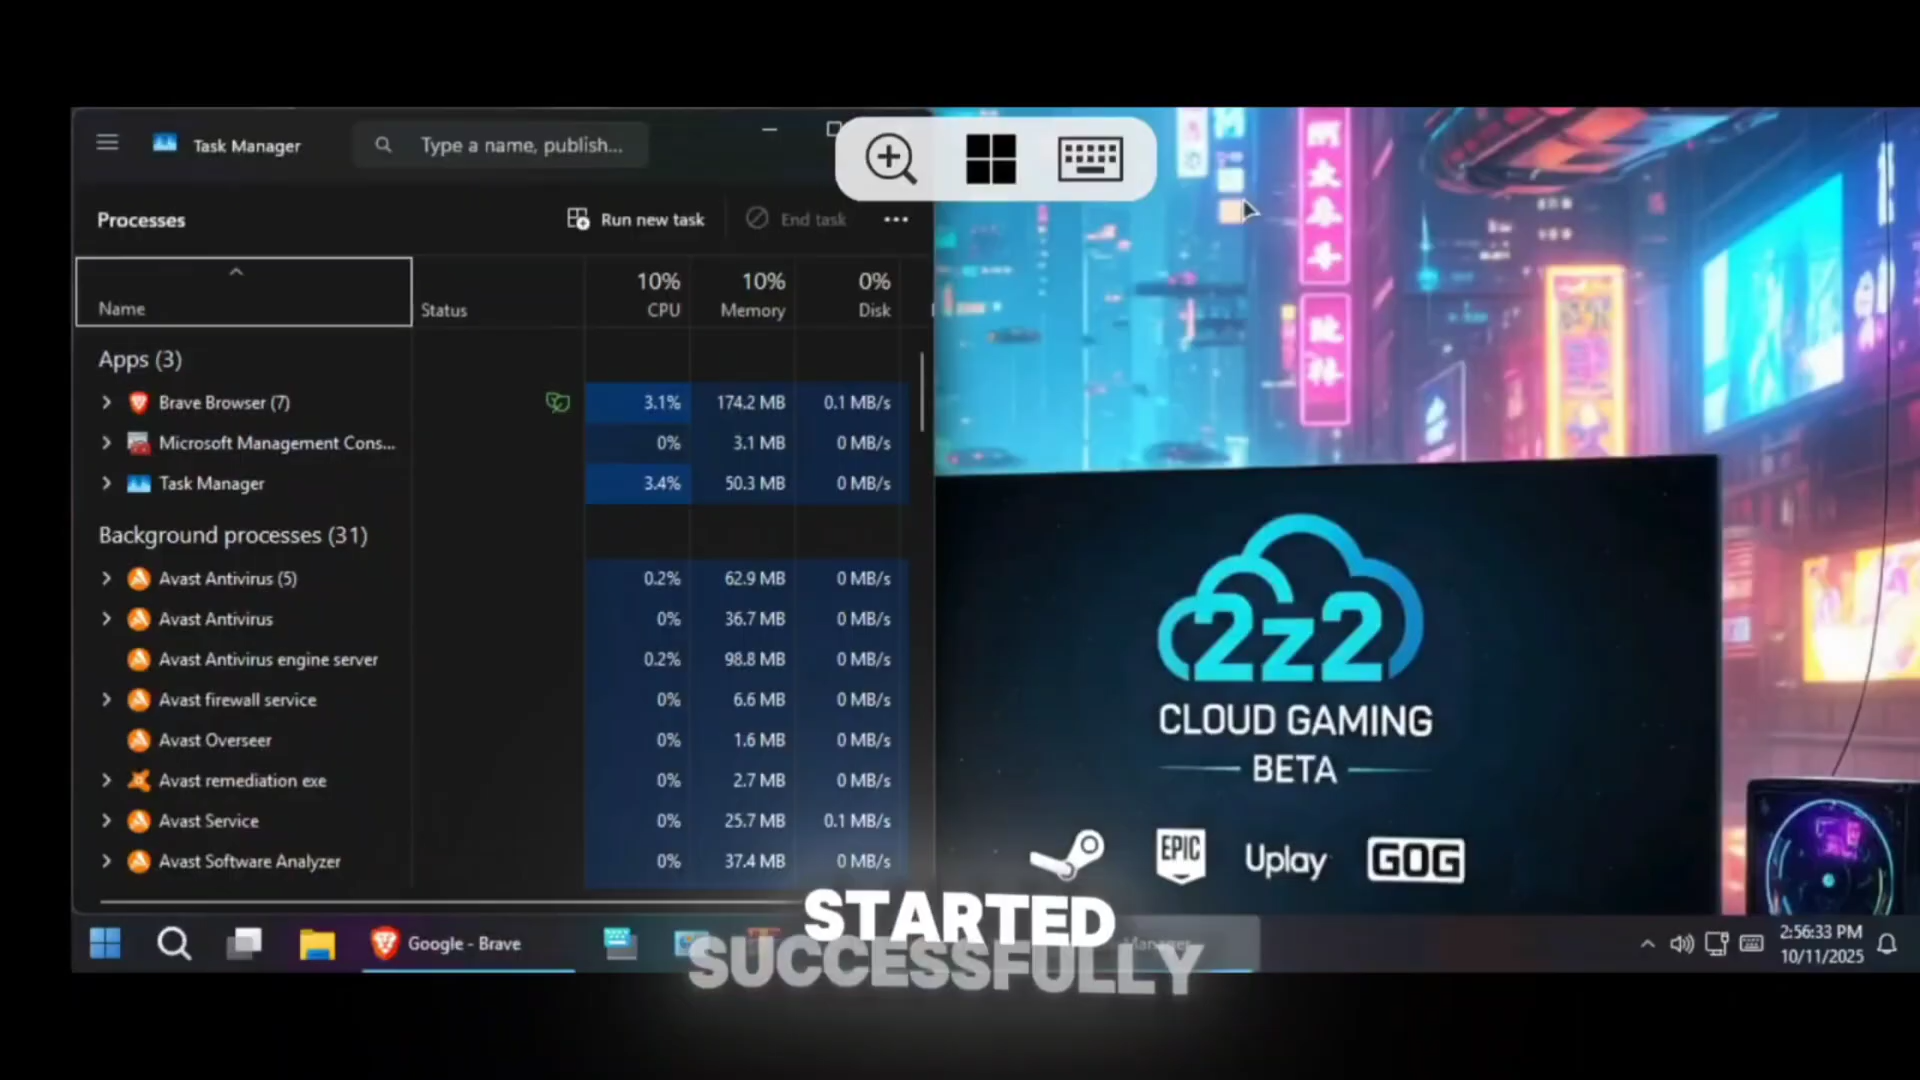 Task Manager
Type a name, publish...
Processes
Run new task
End task
Name
Status
10%
CPU
10%
Memory
0%
Disk
Apps (3)
Brave Browser (7) 3.1% 174.2 MB 0.1 MB/s
Microsoft Management Cons... 0% 3.1 MB 0 MB/s
Task Manager 3.4% 50.3 MB 0 MB/s
Background processes (31)
Avast Antivirus (5) 0.2% 62.9 MB 0 MB/s
Avast Antivirus 0% 36.7 MB 0 MB/s
Avast Antivirus engine server 0.2% 98.8 MB 0 MB/s
Avast firewall service 0% 6.6 MB 0 MB/s
Avast Overseer 0% 1.6 MB 0 MB/s
Avast remediation exe 0% 2.7 MB 0 MB/s
Avast Service 0% 25.7 MB 0.1 MB/s
Avast Software Analyzer 0% 37.4 MB 0 MB/s
2z2
CLOUD GAMING
BETA
EPIC
Uplay
GOG
STARTED
SUCCESSFULLY
Google - Brave
Manager
2:56:33 PM
10/11/2025